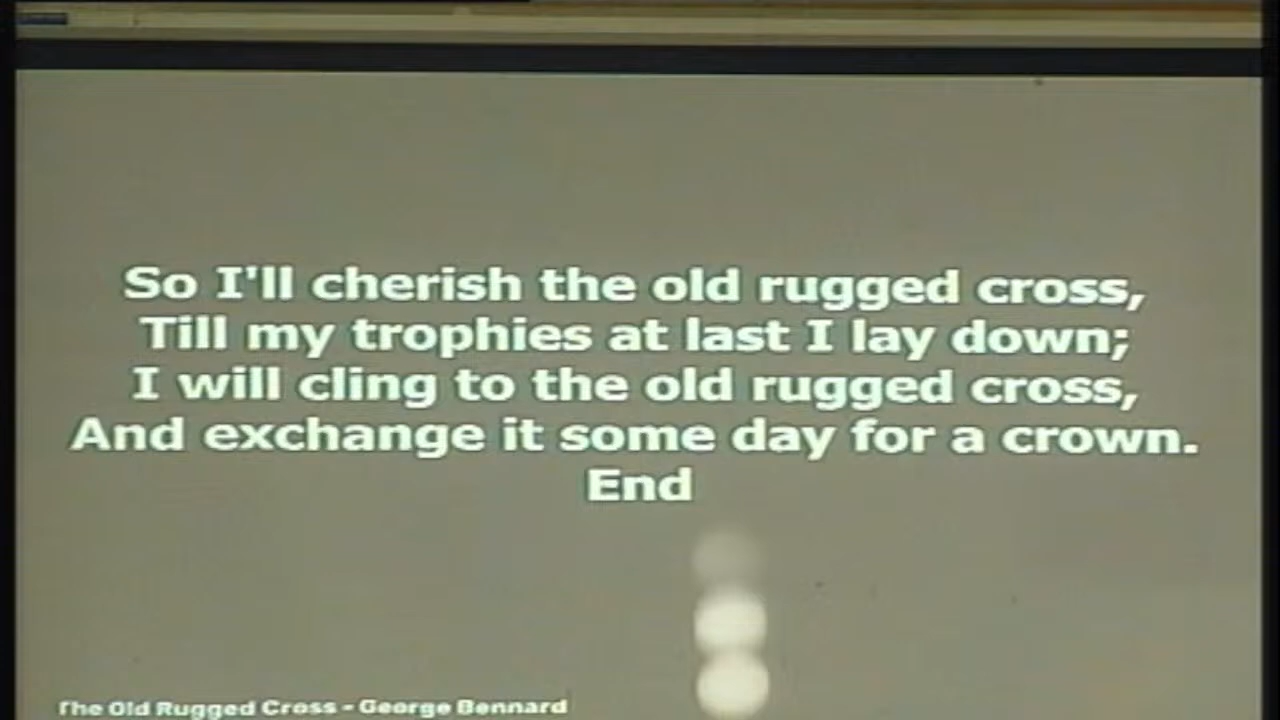 So I'll cherish the old rugged cross,
Till my trophies at last I lay down;
I will cling to the old rugged cross,
And exchange it some day for a crown.
End
The Old Rugged Cross - George Bennard